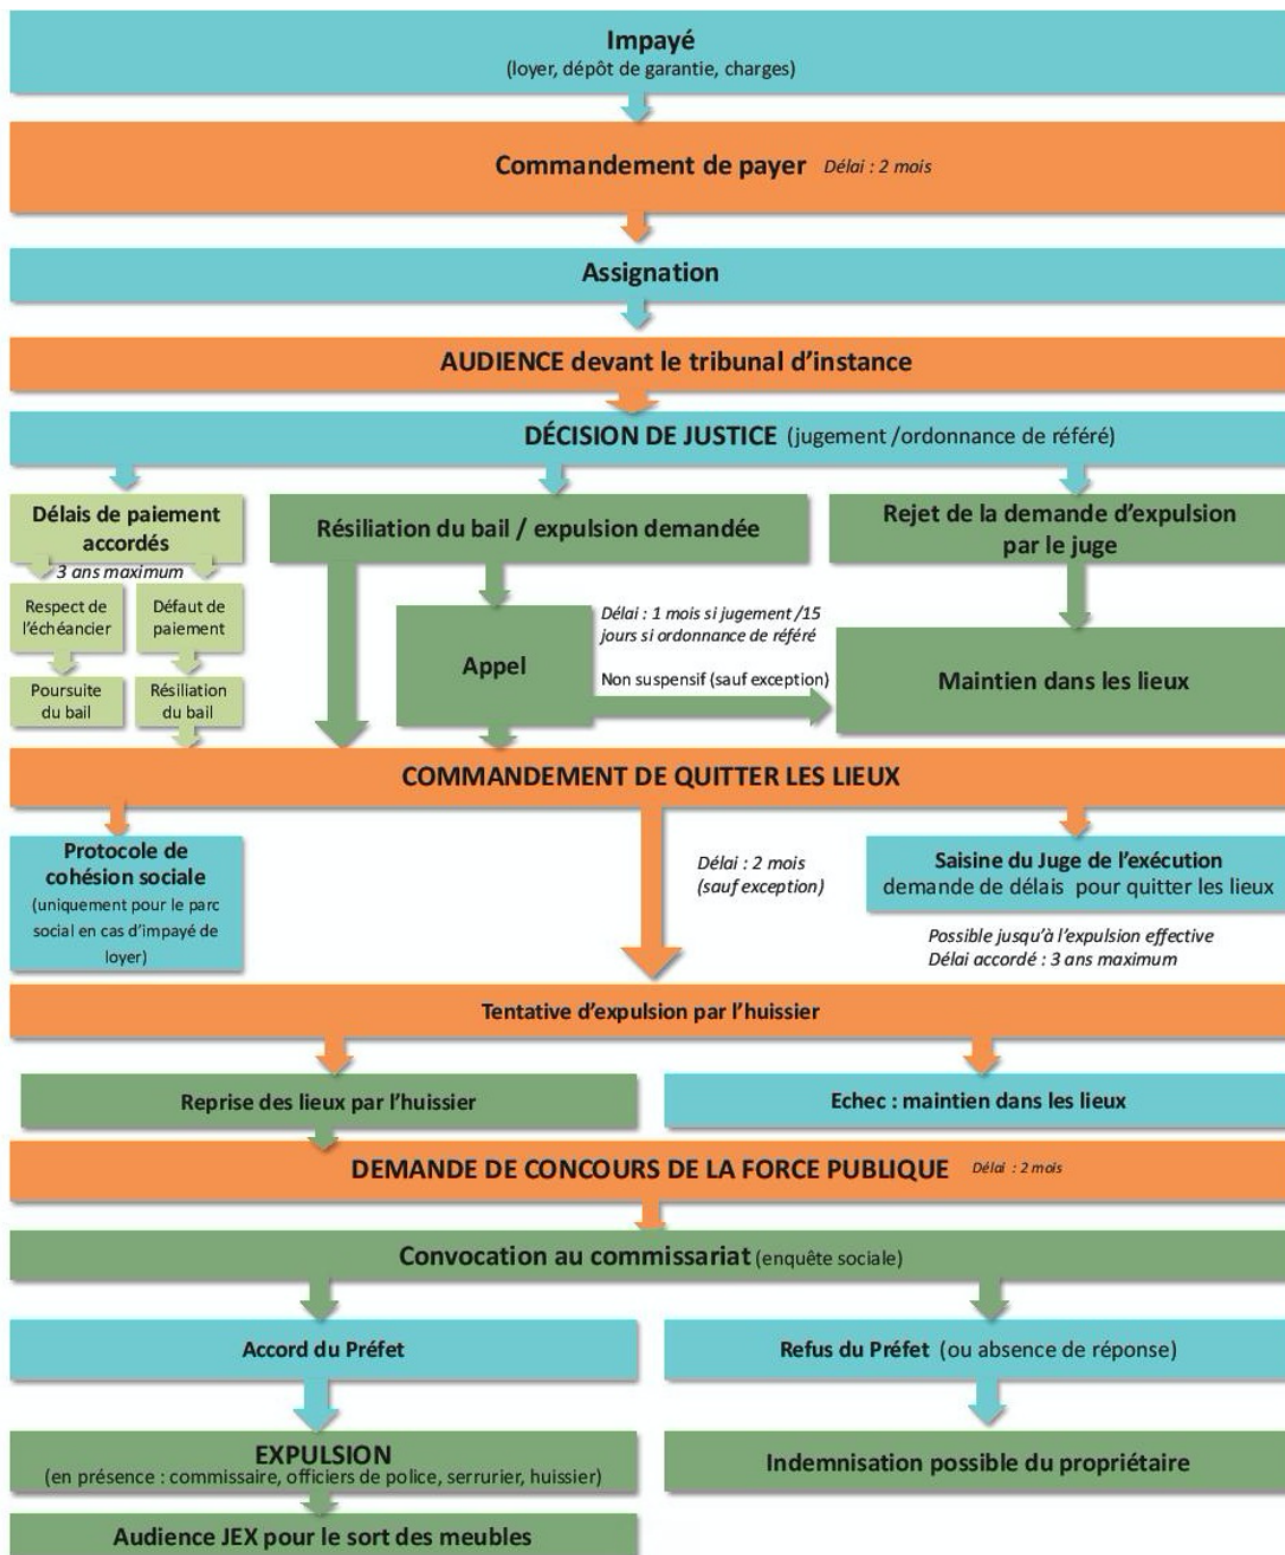 Impayé
(loyer, dépôt de garantie, charges)
Commandement de payer Délai : 2 mois
Assignation
AUDIENCE devant le tribunal d'instance
DÉCISION DE JUSTICE (jugement /ordonnance de référé)
Délais de paiement
accordés
3 ans maximum
Respect de
l'échéancier
Défaut de
paiement
Poursuite
du bail
Résiliation
du bail
Résiliation du bail / expulsion demandée
Appel
Délai : 1 mois si jugement /15
jours si ordonnance de référé
Non suspensif (sauf exception)
Rejet de la demande d'expulsion
par le juge
Maintien dans les lieux
COMMANDEMENT DE QUITTER LES LIEUX
Protocole de
cohésion sociale
(uniquement pour le parc
social en cas d'impayé de
loyer)
Délai : 2 mois
(sauf exception)
Saisine du Juge de l'exécution
demande de délais pour quitter les lieux
Possible jusqu'à l'expulsion effective
Délai accordé : 3 ans maximum
Tentative d'expulsion par l'huissier
Reprise des lieux par l'huissier
Echec : maintien dans les lieux
DEMANDE DE CONCOURS DE LA FORCE PUBLIQUE Délai : 2 mois
Convocation au commissariat (enquête sociale)
Accord du Préfet
Refus du Préfet (ou absence de réponse)
EXPULSION
(en présence : commissaire, officiers de police, serrurier, huissier)
Indemnisation possible du propriétaire
Audience JEX pour le sort des meubles